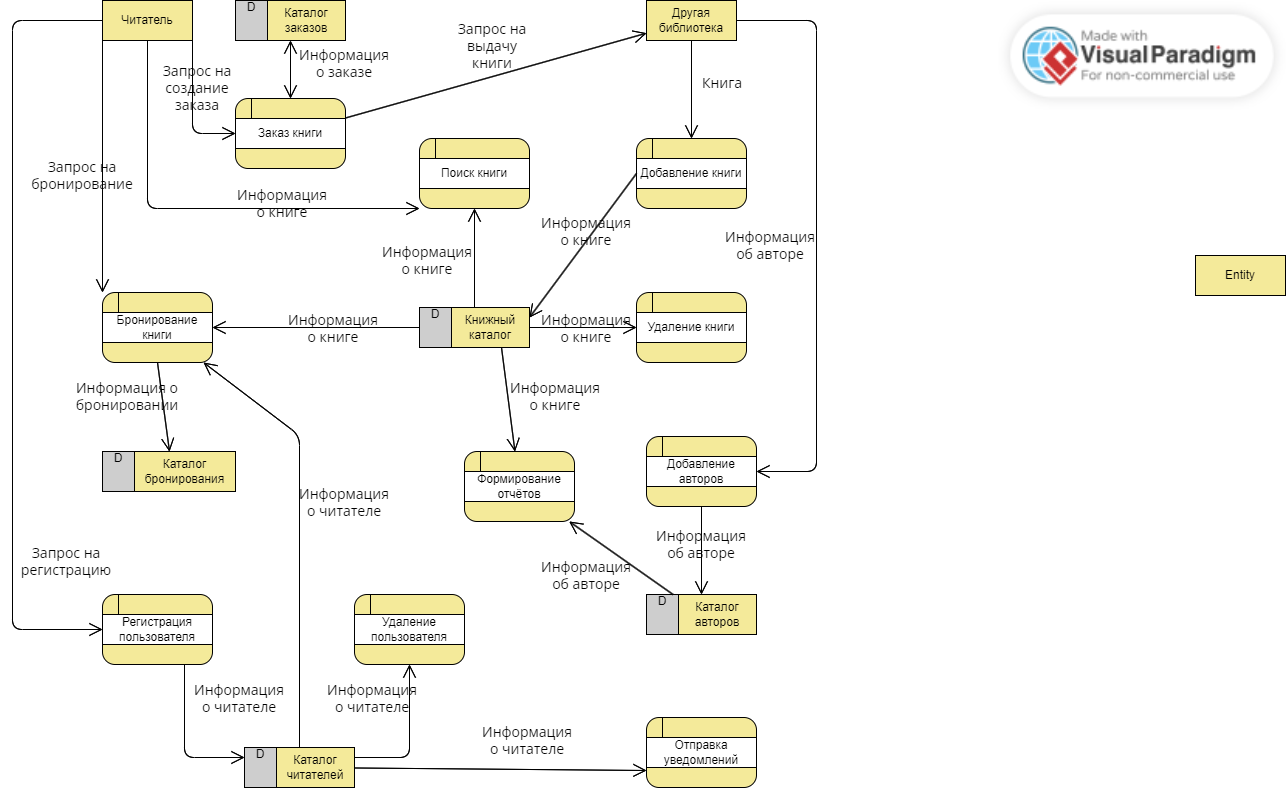 Читатель
D
Каталог
заказов
Другая
библиотека
Made with
VisualParadigm
For non-commercial use
Запрос на
выдачу
книги
Информация
о заказе
Запрос на
создание
заказа
Книга
Заказ книги
Поиск книги
Добавление книги
Запрос на
бронирование
Информация
о книге
Информация
о книге
Информация
об авторе
Информация
о книге
Entity
Бронирование
книги
Информация
о книге
D
Книжный
каталог
Информация
о книге
Удаление книги
Информация о
бронировании
Информация
о книге
D
Каталог
бронирования
Формирование
отчётов
Добавление
авторов
Информация
о читателе
Информация
об авторе
Запрос на
регистрацию
Информация
об авторе
D
Каталог
авторов
Регистрация
пользователя
Удаление
пользователя
Информация
о читателе
Информация
о читателе
Информация
о читателе
D
Каталог
читателей
Отправка
уведомлений